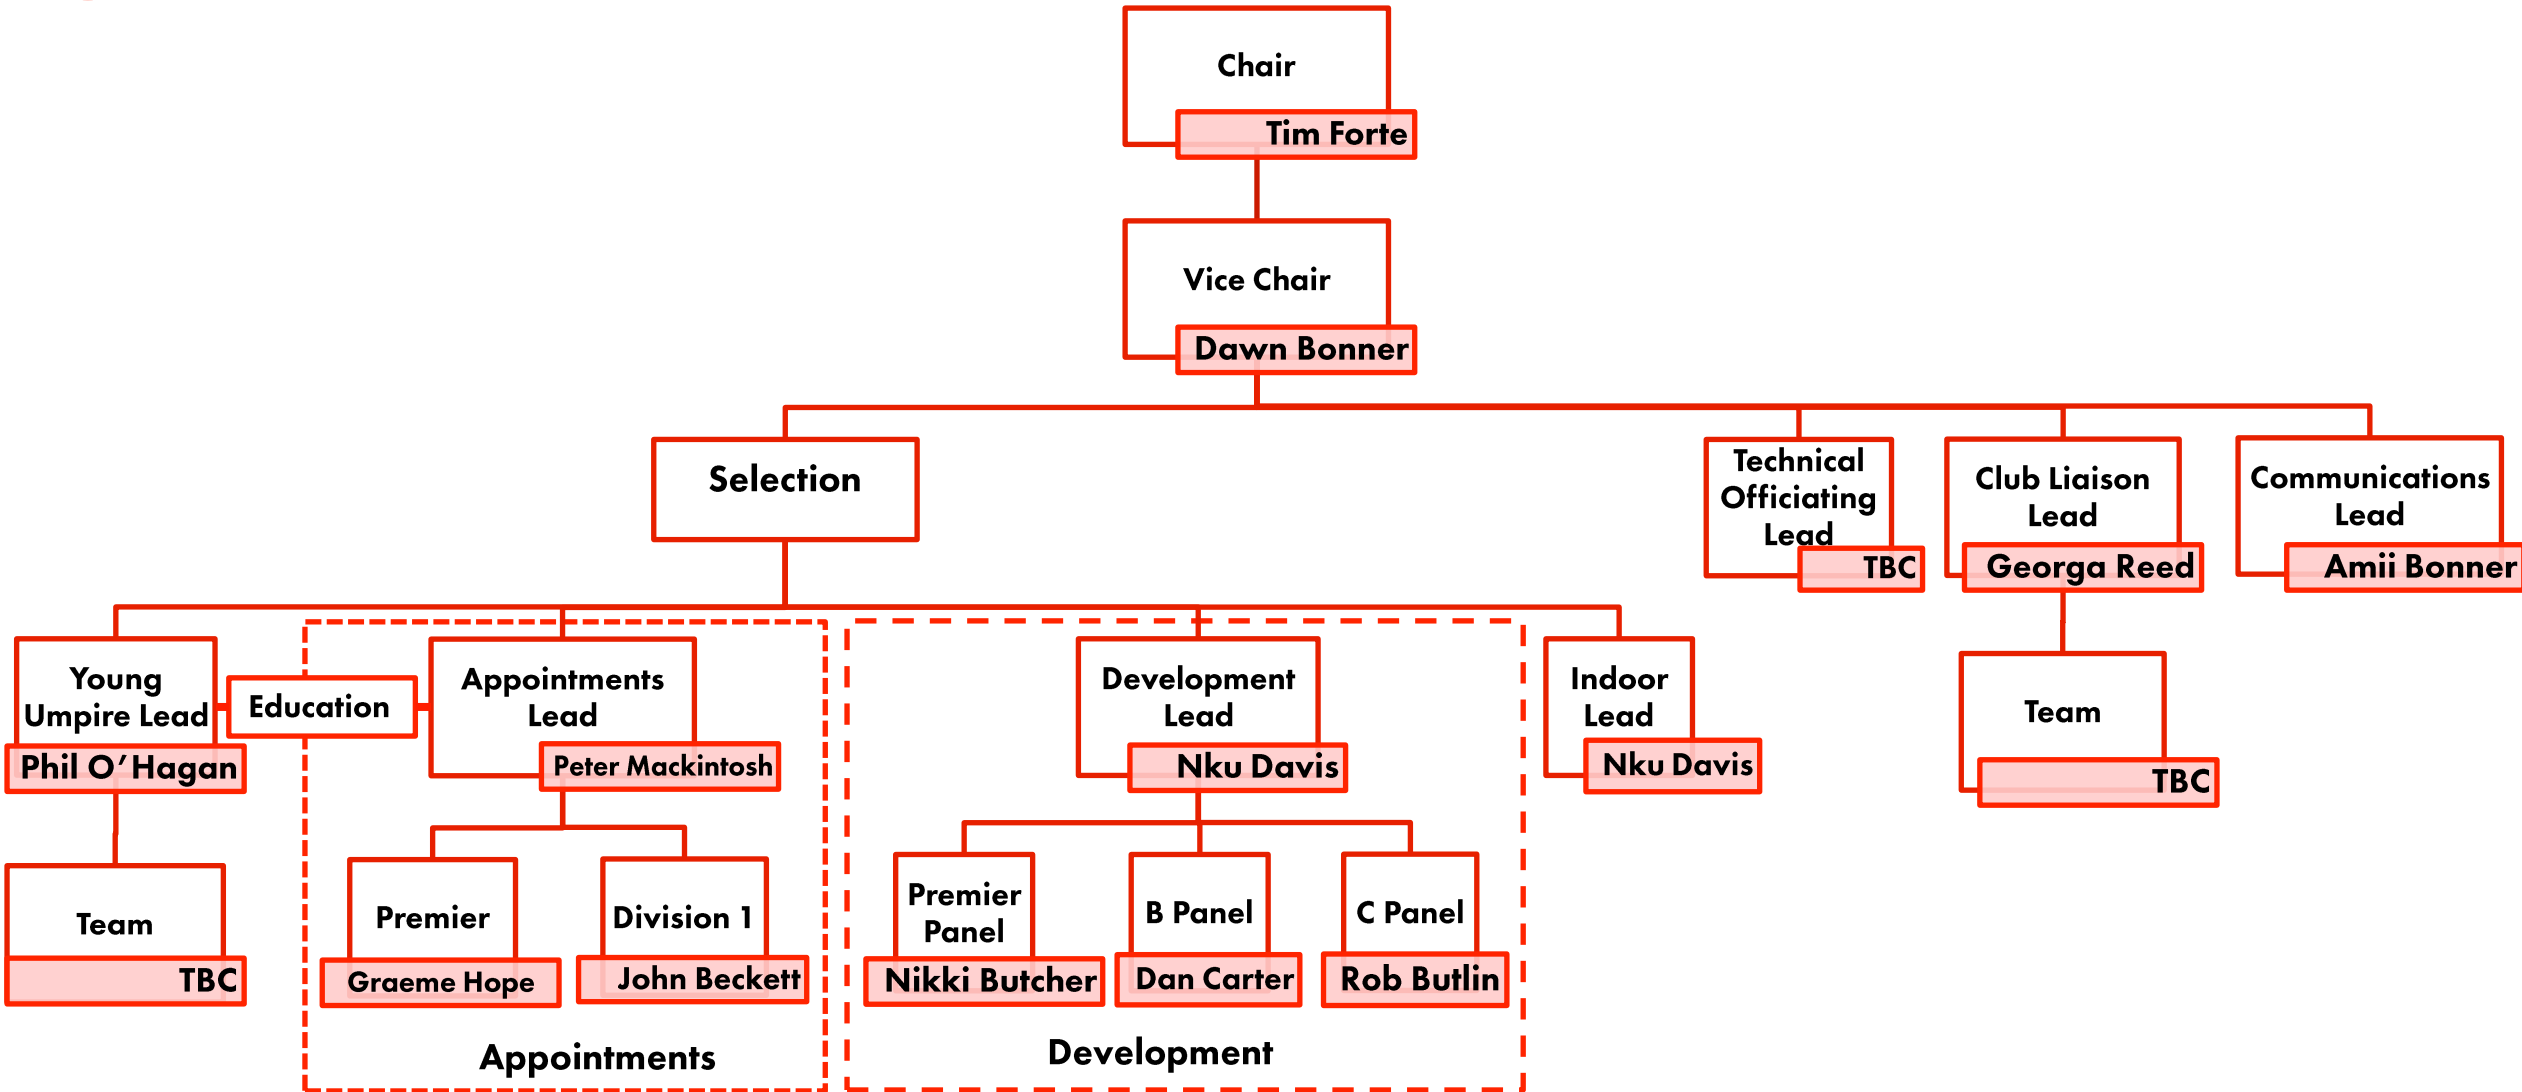 Chair
Tim Forte
Vice Chair
Dawn Bonner
Selection
Technical
Officiating
Lead
TBC
Club Liaison
Lead
Georga Reed
Communications
Lead
Amii Bonner
Young
Umpire Lead
Phil O’Hagan
Education
Appointments
Lead
Peter Mackintosh
Development
Lead
Nku Davis
Indoor
Lead
Nku Davis
Team
TBC
Team
TBC
Premier
Graeme Hope
Division 1
John Beckett
Premier
Panel
Nikki Butcher
B Panel
Dan Carter
C Panel
Rob Butlin
Appointments
Development